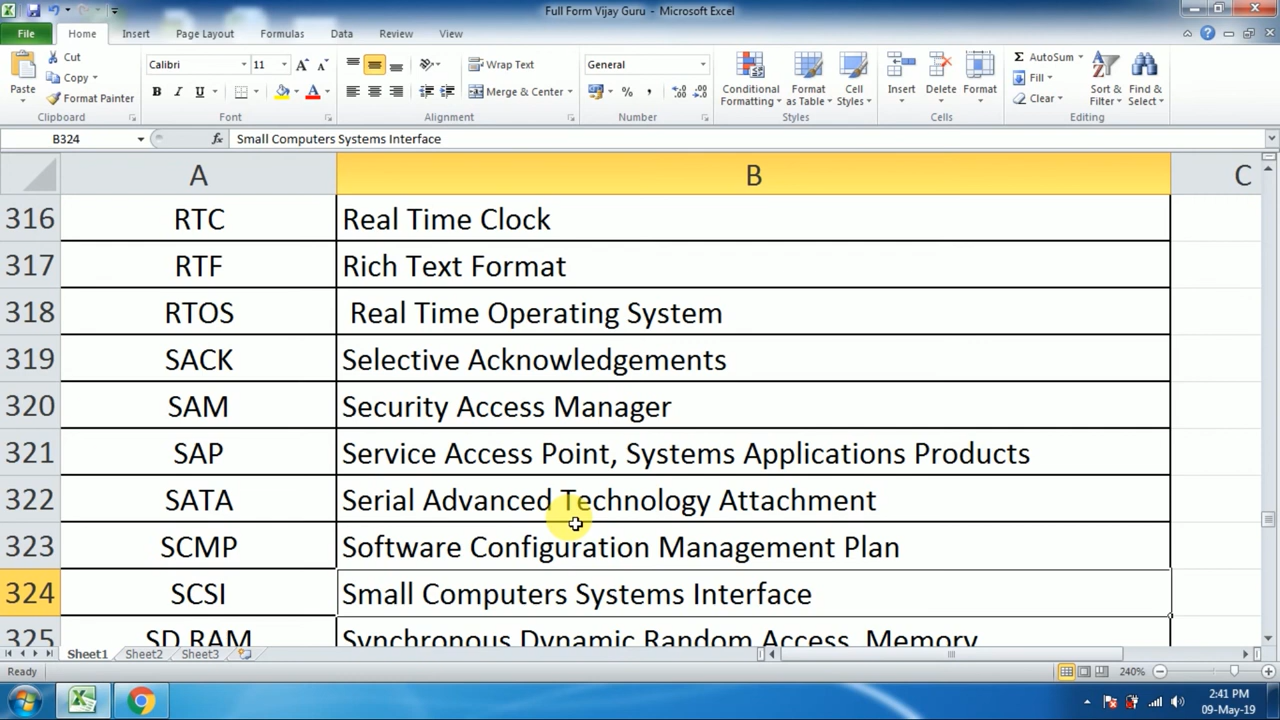 Full Form Vijay Guru - Microsoft Excel
File Home Insert Page Layout Formulas Data Review View
Cut
Copy
Format Painter
Paste
Clipboard
Calibri 11
B I U
Font
Wrap Text
Merge & Center
Alignment
General
%
Number
Conditional Formatting
Format as Table
Cell Styles
Styles
Insert Delete Format
Cells
AutoSum
Fill
Clear
Sort & Filter
Find & Select
Editing
B324 fx Small Computers Systems Interface
A B C
316 RTC Real Time Clock
317 RTF Rich Text Format
318 RTOS Real Time Operating System
319 SACK Selective Acknowledgements
320 SAM Security Access Manager
321 SAP Service Access Point, Systems Applications Products
322 SATA Serial Advanced Technology Attachment
323 SCMP Software Configuration Management Plan
324 SCSI Small Computers Systems Interface
325 SD RAM Synchronous Dynamic Random Access Memory
Sheet1 Sheet2 Sheet3
Ready 240%
2:41 PM
09-May-19